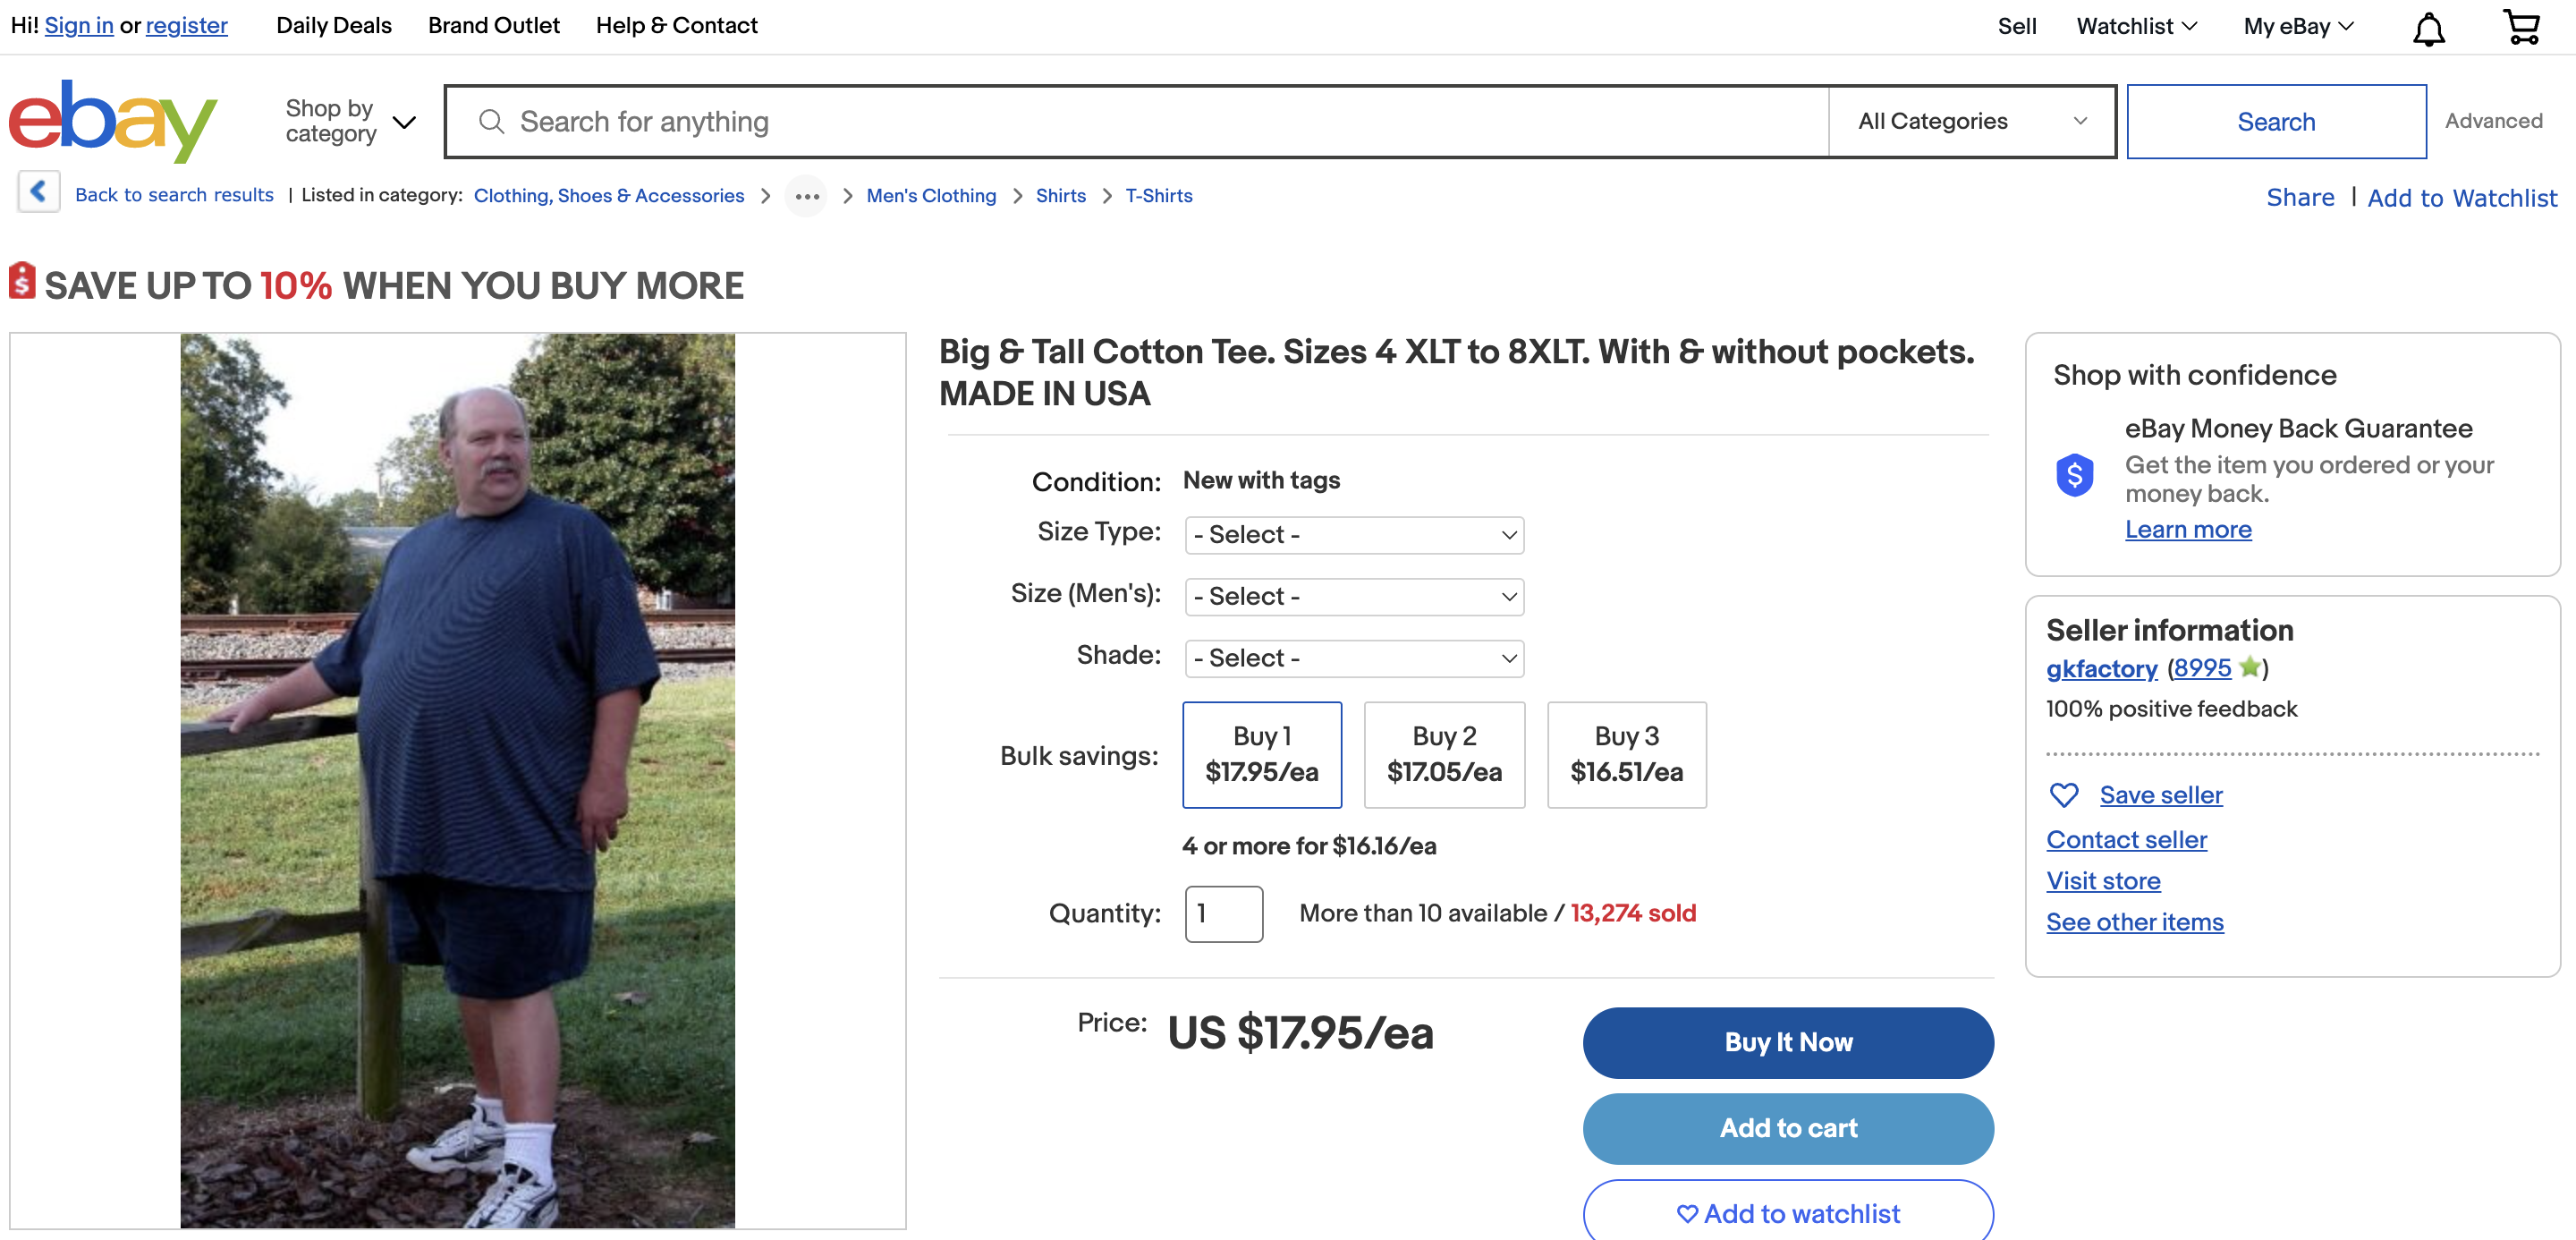 Hi! Sign in or register Daily Deals Brand Outlet Help & Contact Sell Watchlist My eBay
ebay
Shop by
category
Search for anything
All Categories
Search
Advanced
Back to search results | Listed in category: Clothing, Shoes & Accessories > ••• > Men's Clothing > Shirts > T-Shirts
Share | Add to Watchlist
$ SAVE UP TO 10% WHEN YOU BUY MORE
Big & Tall Cotton Tee. Sizes 4 XLT to 8XLT. With & without pockets.
MADE IN USA
Condition: New with tags
Size Type: - Select -
Size (Men's): - Select -
Shade: - Select -
Bulk savings:
Buy 1
$17.95/ea
Buy 2
$17.05/ea
Buy 3
$16.51/ea
4 or more for $16.16/ea
Quantity: 1 More than 10 available / 13,274 sold
Price: US $17.95/ea
Buy It Now
Add to cart
Add to watchlist
Shop with confidence
eBay Money Back Guarantee
$
Get the item you ordered or your
money back.
Learn more
Seller information
gkfactory (8995)
100% positive feedback
Save seller
Contact seller
Visit store
See other items